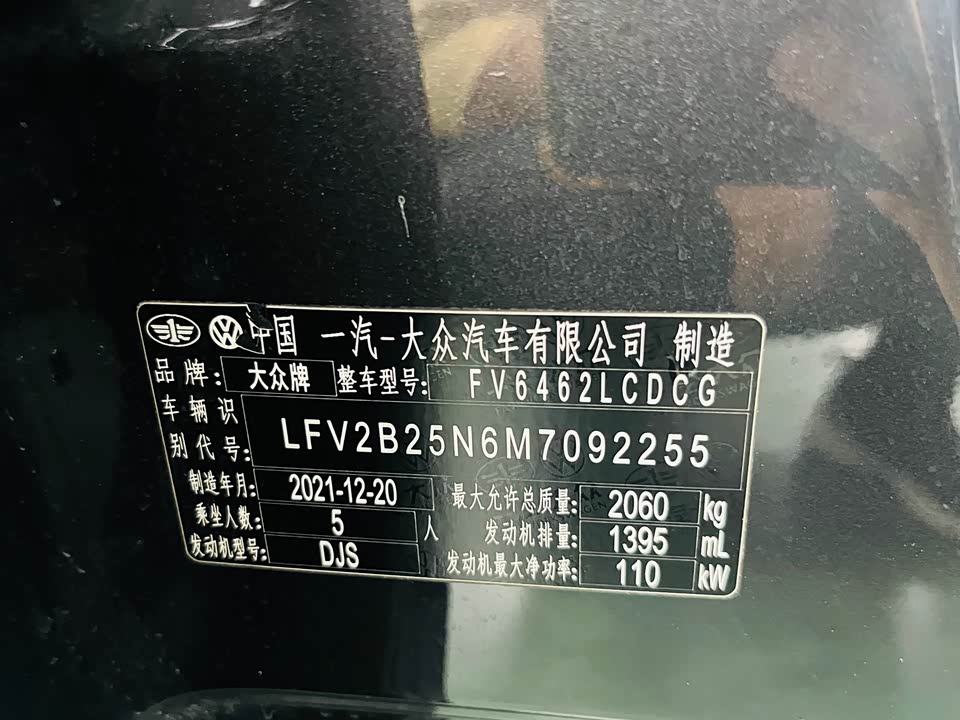 中国 一汽-大众汽车有限公司 制造
品牌: 大众牌 整车型号: FV6462LCDCG
车辆识别代号: LFV2B25N6M7092255
制造年月: 2021-12-20 最大允许总质量: 2060 kg
乘坐人数: 5 人 发动机排量: 1395 mL
发动机型号: DJS 发动机最大净功率: 110 kW